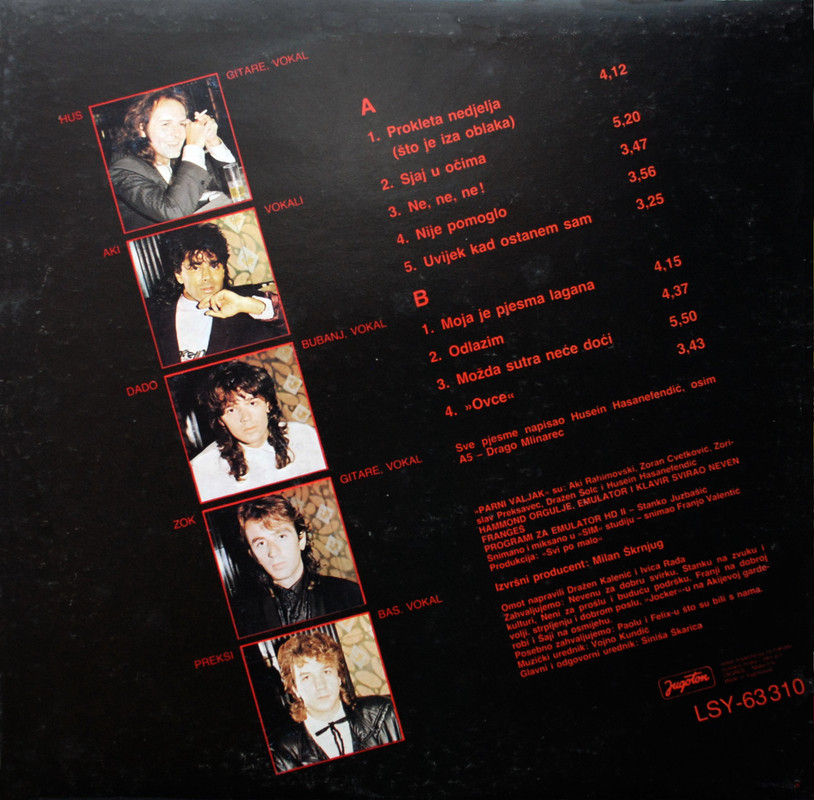 HUS
GITARE, VOKAL
AKI
VOKALI
DADO
BUBANJ, VOKAL
ZOK
GITARE, VOKAL
PREKSI
BAS, VOKAL
A
1. Prokleta nedjelja 4,12
(što je iza oblaka)
2. Sjaj u očima 5,20
3. Ne, ne, ne! 3,47
4. Nije pomoglo 3,56
5. Uvijek kad ostanem sam 3,25
B
1. Moja je pjesma lagana 4,15
2. Odlazim 4,37
3. Možda sutra neće doći 5,50
4. »Ovce« 3,43
Sve pjesme napisao Husein Hasanefendić, osim
A5 – Drago Mlinarec
»PARNI VALJAK« su: Aki Rahimovski, Zoran Cvetković, Zori-
slav Preksavec, Dražen Šolc i Husein Hasanefendić
HAMMOND ORGULJE, EMULATOR I KLAVIR SVIRAO NEVEN
FRANGEŠ
PROGRAMI ZA EMULATOR HD II – Stanko Juzbašić
Snimano i miksano u »SIM« studiju – snimao Franjo Valentić
Produkcija: »Svi po malo«
Izvršni producent: Milan Škrnjug
Omot napravili Dražen Kalenić i Ivica Rađa
Zahvaljujemo: Nevenu za dobru svirku. Stanku na zvuku i
kulturi. Neni za prošlu i buduću podršku. Franji na dobroj
volji, strpljenju i dobrom poslu. »Jocker«-u na Akijevoj garde-
robi i Šaji na osmijehu.
Posebno zahvaljujemo: Paolu i Felix-u što su bili s nama.
Muzički urednik: Vojno Kundić
Glavni i odgovorni urednik: Siniša Škarica
Jugoton
LSY-63310